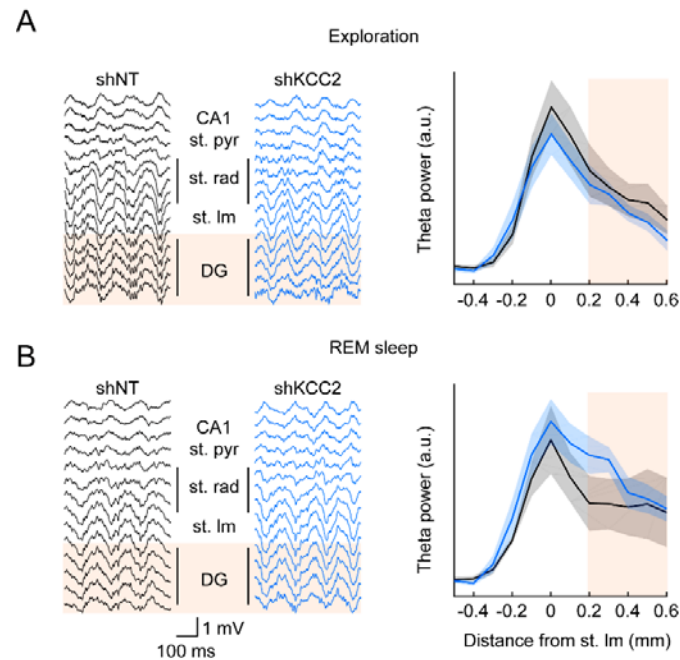 A
Exploration
shNT
shKCC2
CA1
st. pyr
st. rad
st. lm
DG
Theta power (a.u.)
-0.4 -0.2 0 0.2 0.4 0.6
B
REM sleep
shNT
shKCC2
CA1
st. pyr
st. rad
st. lm
DG
1 mV
100 ms
Theta power (a.u.)
-0.4 -0.2 0 0.2 0.4 0.6
Distance from st. lm (mm)